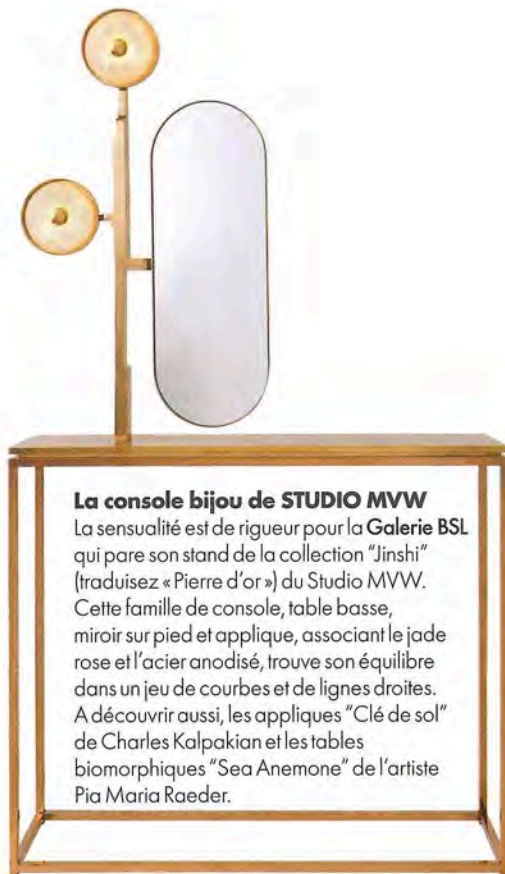 La console bijou de STUDIO MVW
La sensualité est de rigueur pour la Galerie BSL
qui pare son stand de la collection "Jinshi"
(traduisez « Pierre d'or ») du Studio MVW.
Cette famille de console, table basse,
miroir sur pied et applique, associant le jade
rose et l'acier anodisé, trouve son équilibre
dans un jeu de courbes et de lignes droites.
A découvrir aussi, les appliques "Clé de sol"
de Charles Kalpakian et les tables
biomorphiques "Sea Anemone" de l'artiste
Pia Maria Raeder.